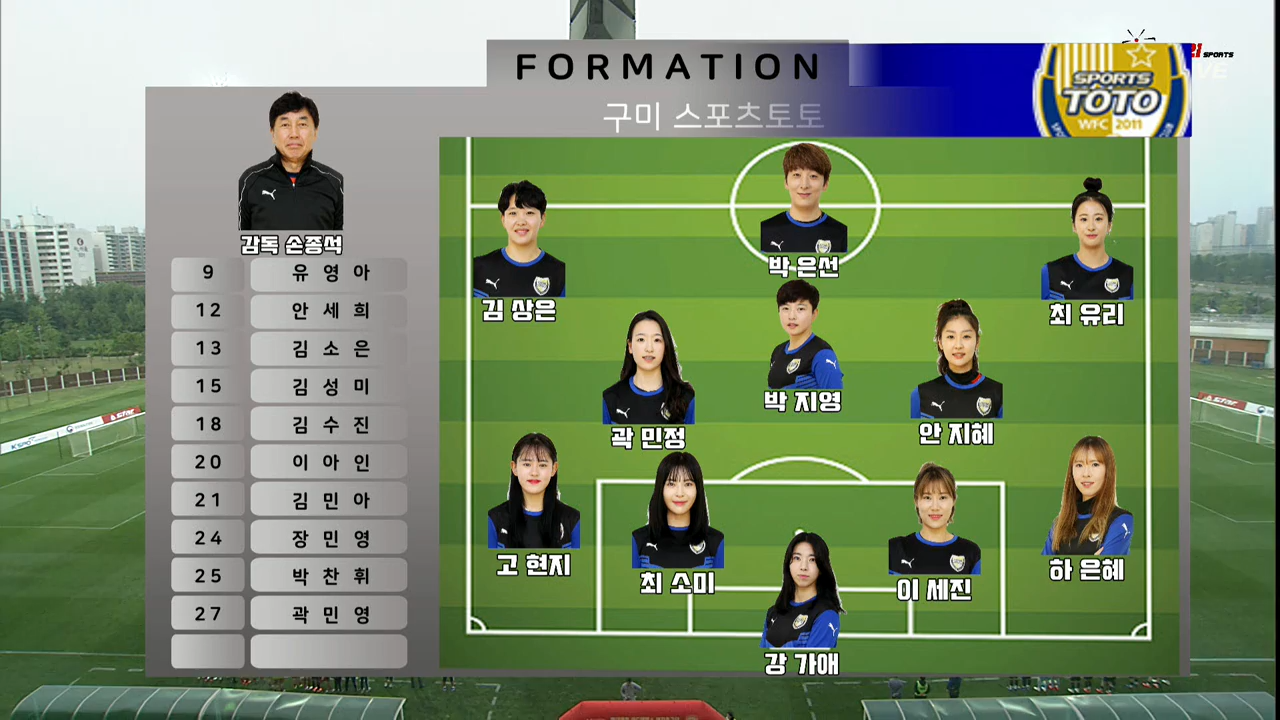 FORMATION
구미 스포츠토토
SPORTS
TOTO
WFC 2011
SPORTS
감독 손종석
9 유영아
12 안세희
13 김소은
15 김성미
18 김수진
20 이아인
21 김민아
24 장민영
25 박찬휘
27 곽민영
박은선
김상은
최유리
박지영
곽민정
안지혜
고현지
최소미
이세진
하은혜
강가애
STAR
STAR